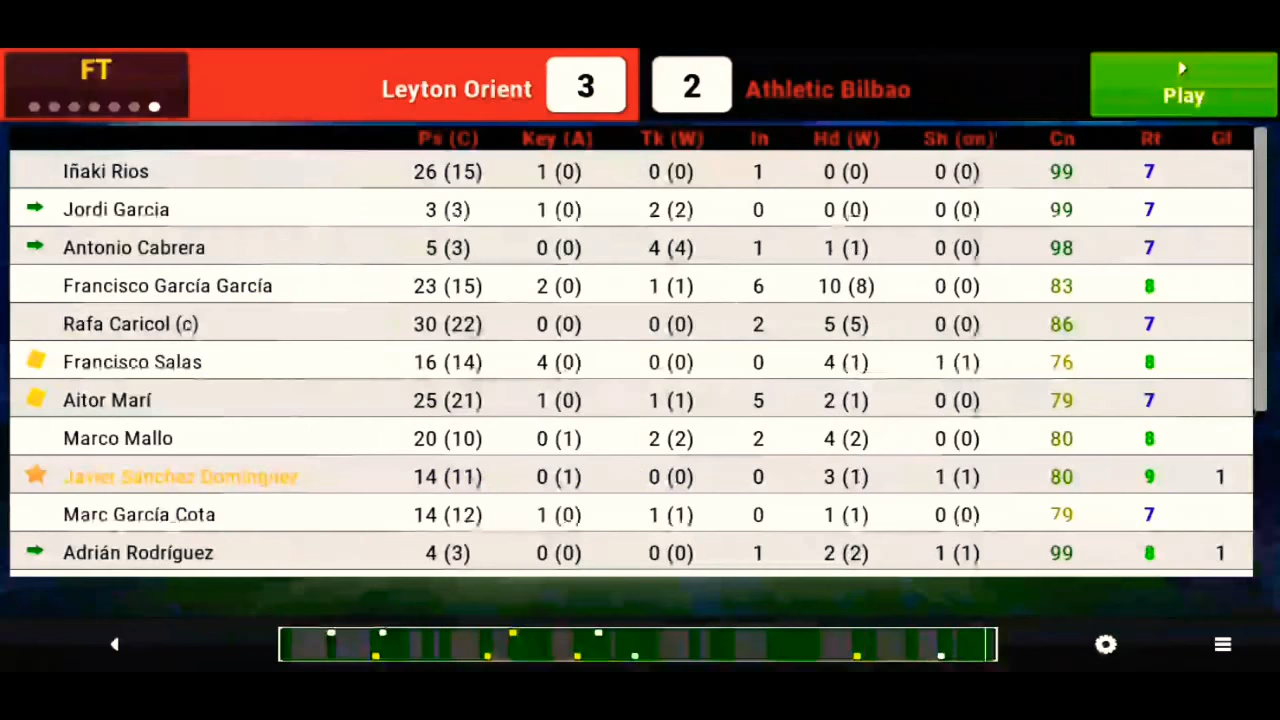 FT
Leyton Orient 3 2 Athletic Bilbao
Play
Ps (C) Key (A) Tk (W) In Hd (W) Sh (on) Cn Rt Gl
Iñaki Rios 26 (15) 1 (0) 0 (0) 1 0 (0) 0 (0) 99 7
Jordi Garcia 3 (3) 1 (0) 2 (2) 0 0 (0) 0 (0) 99 7
Antonio Cabrera 5 (3) 0 (0) 4 (4) 1 1 (1) 0 (0) 98 7
Francisco García García 23 (15) 2 (0) 1 (1) 6 10 (8) 0 (0) 83 8
Rafa Caricol (c) 30 (22) 0 (0) 0 (0) 2 5 (5) 0 (0) 86 7
Francisco Salas 16 (14) 4 (0) 0 (0) 0 4 (1) 1 (1) 76 8
Aitor Marí 25 (21) 1 (0) 1 (1) 5 2 (1) 0 (0) 79 7
Marco Mallo 20 (10) 0 (1) 2 (2) 2 4 (2) 0 (0) 80 8
Javier Sánchez Domínguez 14 (11) 0 (1) 0 (0) 0 3 (1) 1 (1) 80 9 1
Marc García Cota 14 (12) 1 (0) 1 (1) 0 1 (1) 0 (0) 79 7
Adrián Rodríguez 4 (3) 0 (0) 0 (0) 1 2 (2) 1 (1) 99 8 1